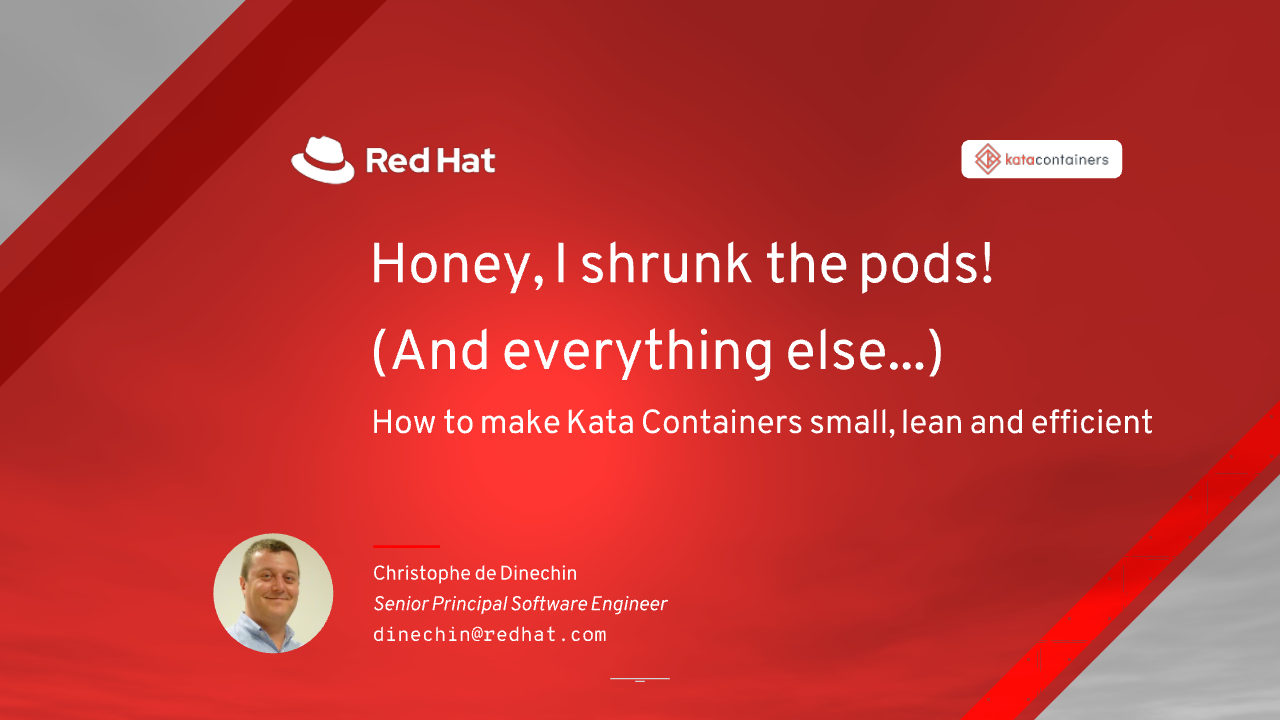 Red Hat
katacontainers
Honey, I shrunk the pods!
(And everything else...)
How to make Kata Containers small, lean and efficient
Christophe de Dinechin
Senior Principal Software Engineer
dinechin@redhat.com